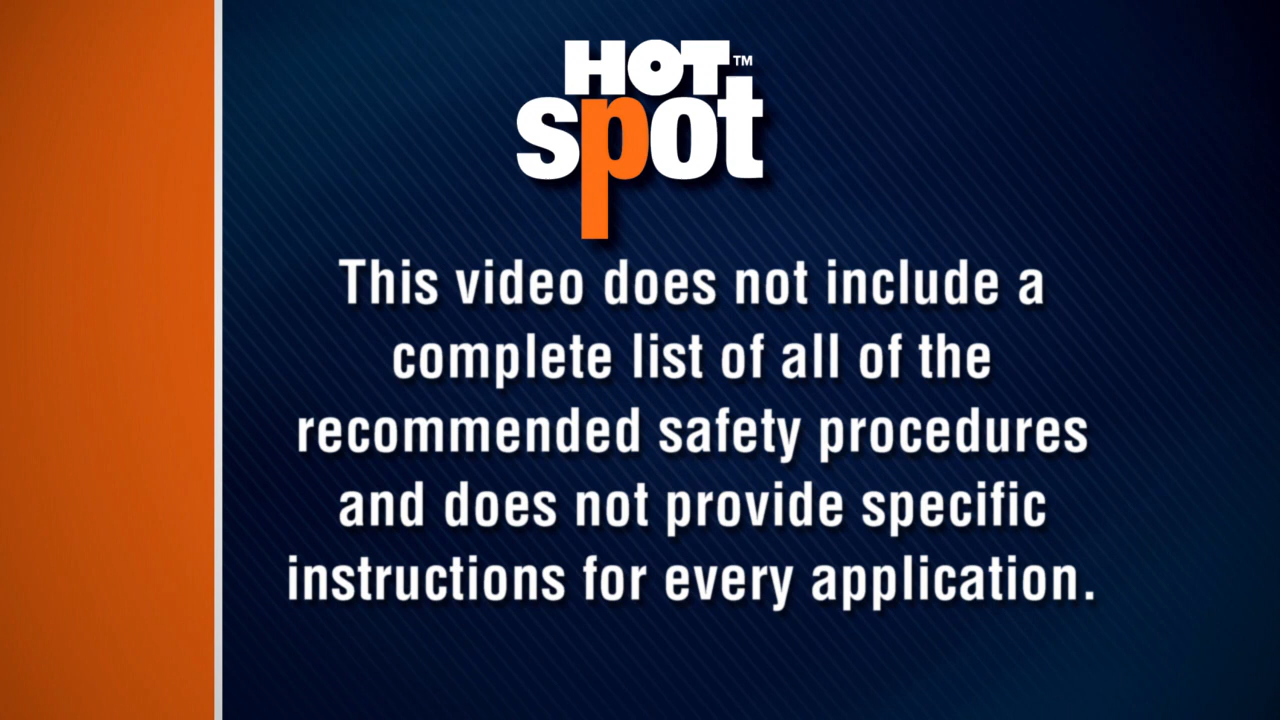 HOT™
spot
This video does not include a
complete list of all of the
recommended safety procedures
and does not provide specific
instructions for every application.